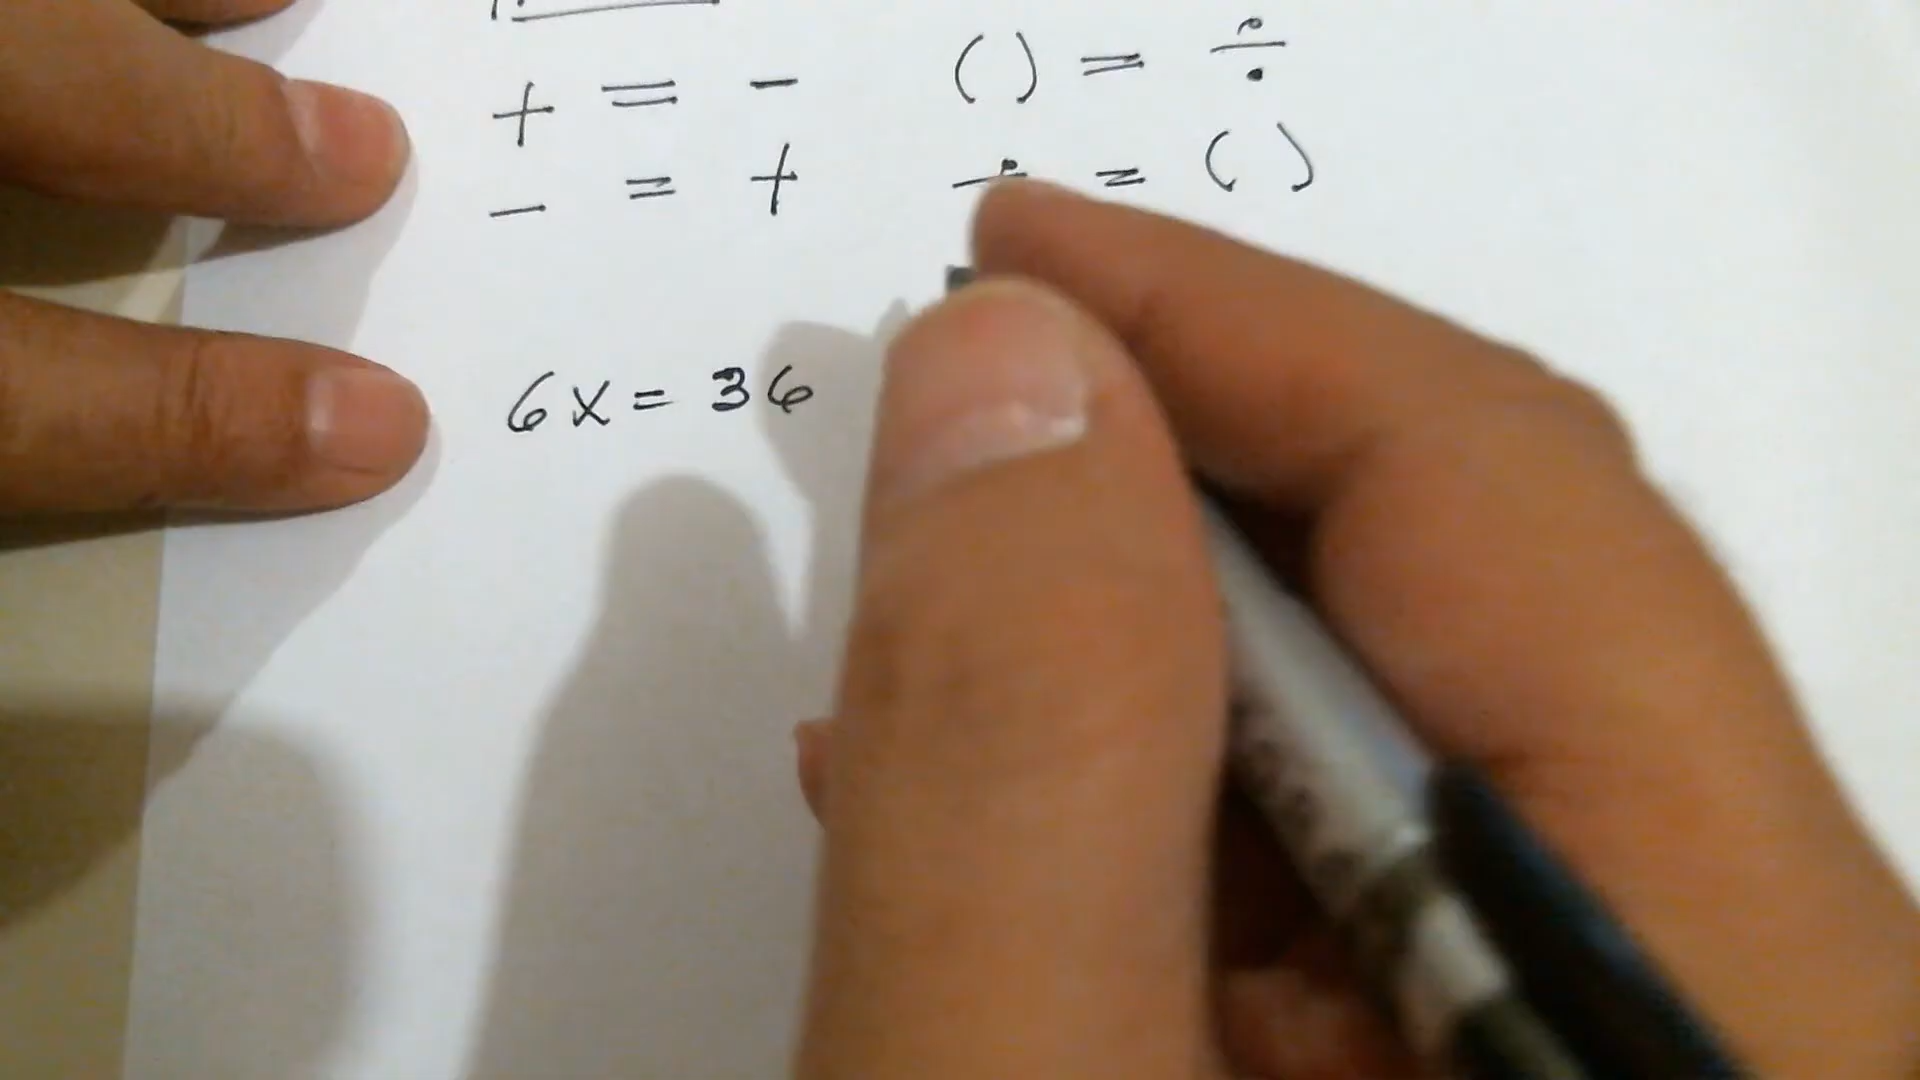 + = - ( ) = ÷
- = + ÷ = ( )
6x = 36